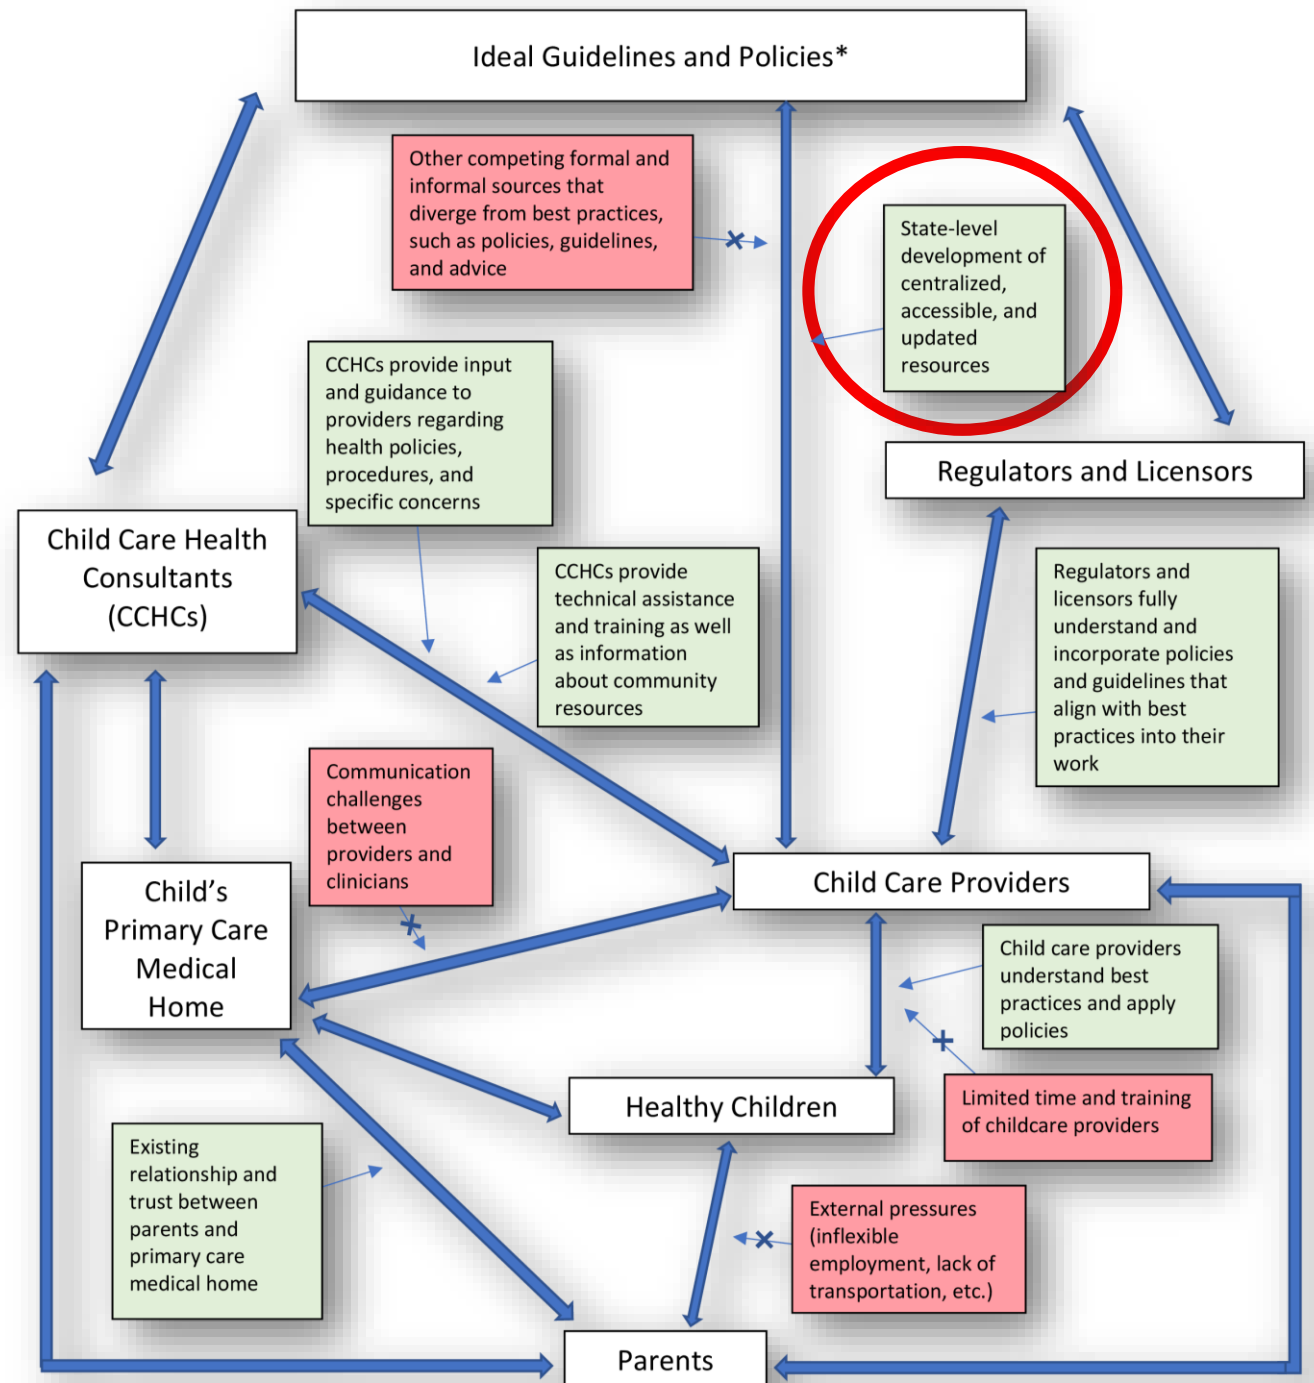 Ideal Guidelines and Policies*
Other competing formal and
informal sources that
diverge from best practices,
such as policies, guidelines,
and advice
State-level
development of
centralized,
accessible, and
updated
resources
CCHCs provide input
and guidance to
providers regarding
health policies,
procedures, and
specific concerns
Regulators and Licensors
Child Care Health
Consultants
(CCHCs)
CCHCs provide
technical assistance
and training as well
as information
about community
resources
Regulators and
licensors fully
understand and
incorporate policies
and guidelines that
align with best
practices into their
work
Communication
challenges
between
providers and
clinicians
Child Care Providers
Child's
Primary Care
Medical
Home
Child care providers
understand best
practices and apply
policies
Healthy Children
Limited time and training
of childcare providers
Existing
relationship and
trust between
parents and
primary care
medical home
External pressures
(inflexible
employment, lack of
transportation, etc.)
Parents